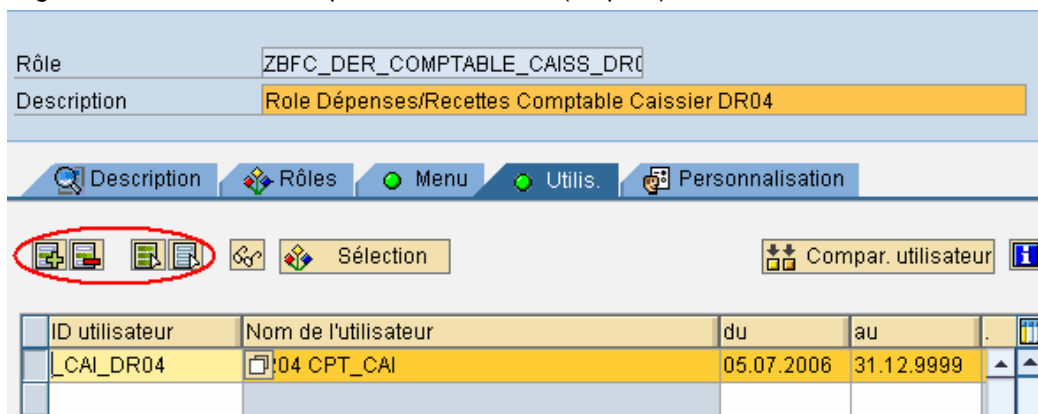 Rôle ZBFC_DER_COMPTABLE_CAISS_DR0
Description Role Dépenses/Recettes Comptable Caissier DR04
Description Rôles Menu Utilis. Personnalisation
Sélection Compar. utilisateur
ID utilisateur Nom de l'utilisateur du au .
_CAI_DR04 04 CPT_CAI 05.07.2006 31.12.9999